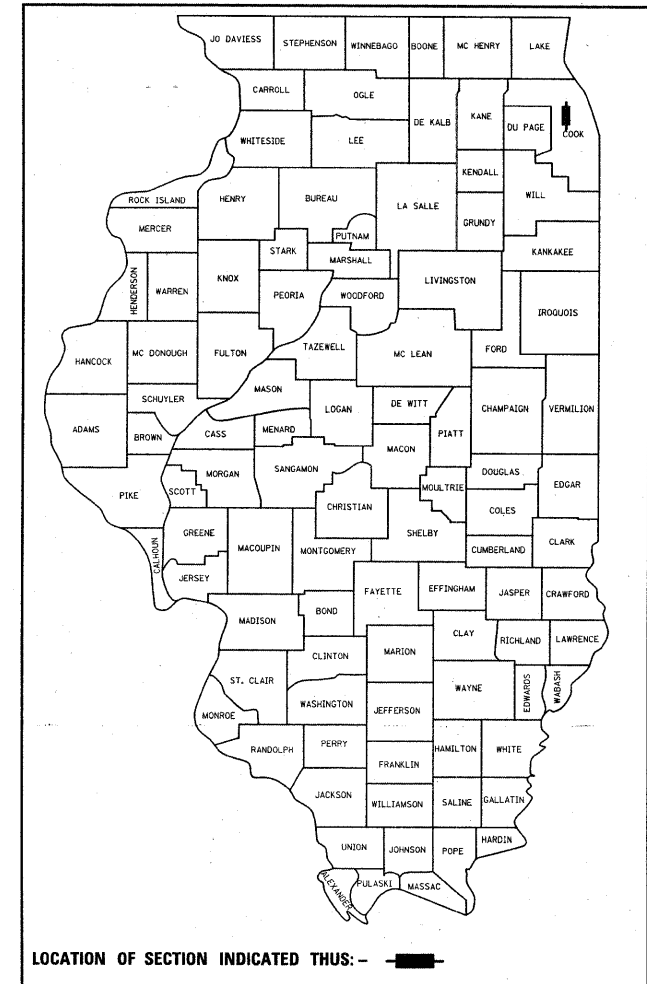 JO DAVIESS STEPHENSON WINNEBAGO BOONE MC HENRY LAKE
CARROLL OGLE DE KALB KANE DU PAGE COOK
WHITESIDE LEE KENDALL WILL
ROCK ISLAND HENRY BUREAU LA SALLE GRUNDY
MERCER STARK PUTNAM MARSHALL KANKAKEE
HENDERSON WARREN KNOX PEORIA WOODFORD LIVINGSTON IROQUOIS
HANCOCK MC DONOUGH FULTON TAZEWELL MC LEAN FORD
SCHUYLER MASON LOGAN DE WITT CHAMPAIGN VERMILION
ADAMS BROWN CASS MENARD MACON PIATT
PIKE SCOTT MORGAN SANGAMON CHRISTIAN MOULTRIE DOUGLAS EDGAR
CALHOUN GREENE MACOUPIN MONTGOMERY SHELBY COLES
JERSEY CUMBERLAND CLARK
MADISON BOND FAYETTE EFFINGHAM JASPER CRAWFORD
CLINTON MARION CLAY RICHLAND LAWRENCE
ST. CLAIR WASHINGTON JEFFERSON WAYNE EDWARDS WABASH
MONROE
RANDOLPH PERRY FRANKLIN HAMILTON WHITE
JACKSON WILLIAMSON SALINE GALLATIN
UNION JOHNSON POPE HARDIN
ALEXANDER PULASKI MASSAC
LOCATION OF SECTION INDICATED THUS: -